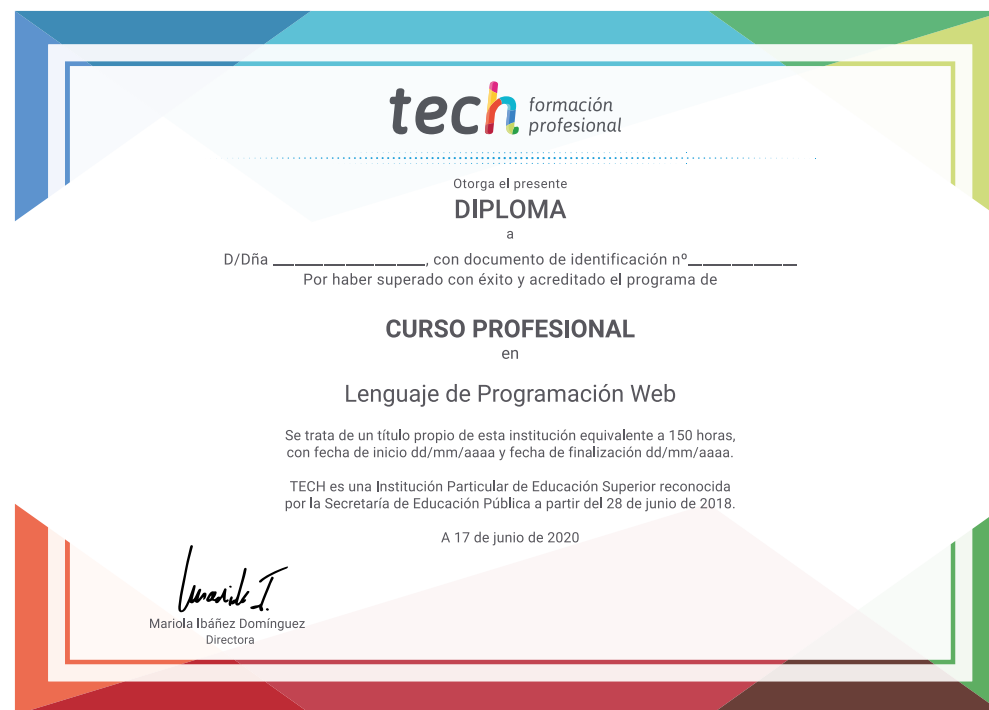 tech formación
profesional
Otorga el presente
DIPLOMA
a
D/Dña ____________________, con documento de identificación nº_______________
Por haber superado con éxito y acreditado el programa de
CURSO PROFESIONAL
en
Lenguaje de Programación Web
Se trata de un título propio de esta institución equivalente a 150 horas,
con fecha de inicio dd/mm/aaaa y fecha de finalización dd/mm/aaaa.
TECH es una Institución Particular de Educación Superior reconocida
por la Secretaría de Educación Pública a partir del 28 de junio de 2018.
A 17 de junio de 2020
Mariola Ibáñez Domínguez
Directora